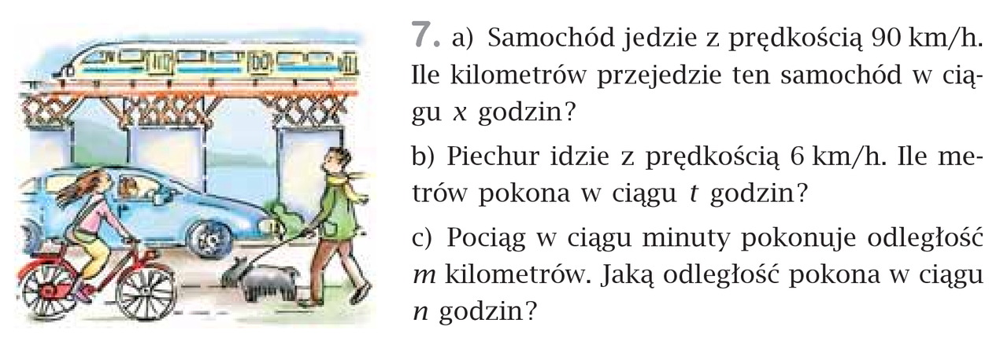 7. a) Samochód jedzie z prędkością 90 km/h.
Ile kilometrów przejedzie ten samochód w cią-
gu x godzin?
b) Piechur idzie z prędkością 6 km/h. Ile me-
trów pokona w ciągu t godzin?
c) Pociąg w ciągu minuty pokonuje odległość
m kilometrów. Jaką odległość pokona w ciągu
n godzin?